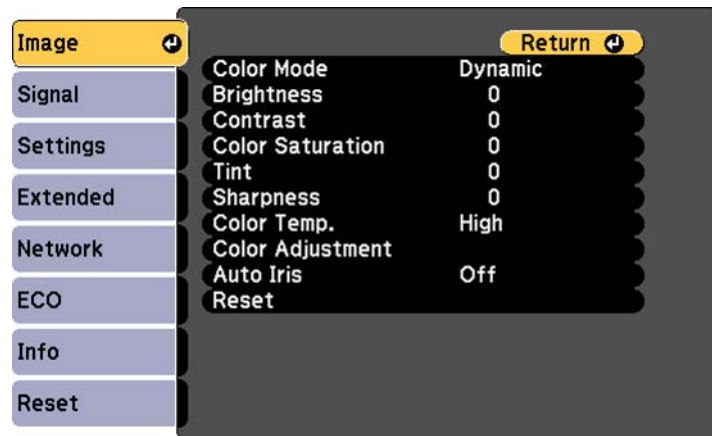 Image
Signal
Settings
Extended
Network
ECO
Info
Reset
Return
Color Mode Dynamic
Brightness 0
Contrast 0
Color Saturation 0
Tint 0
Sharpness 0
Color Temp. High
Color Adjustment
Auto Iris Off
Reset